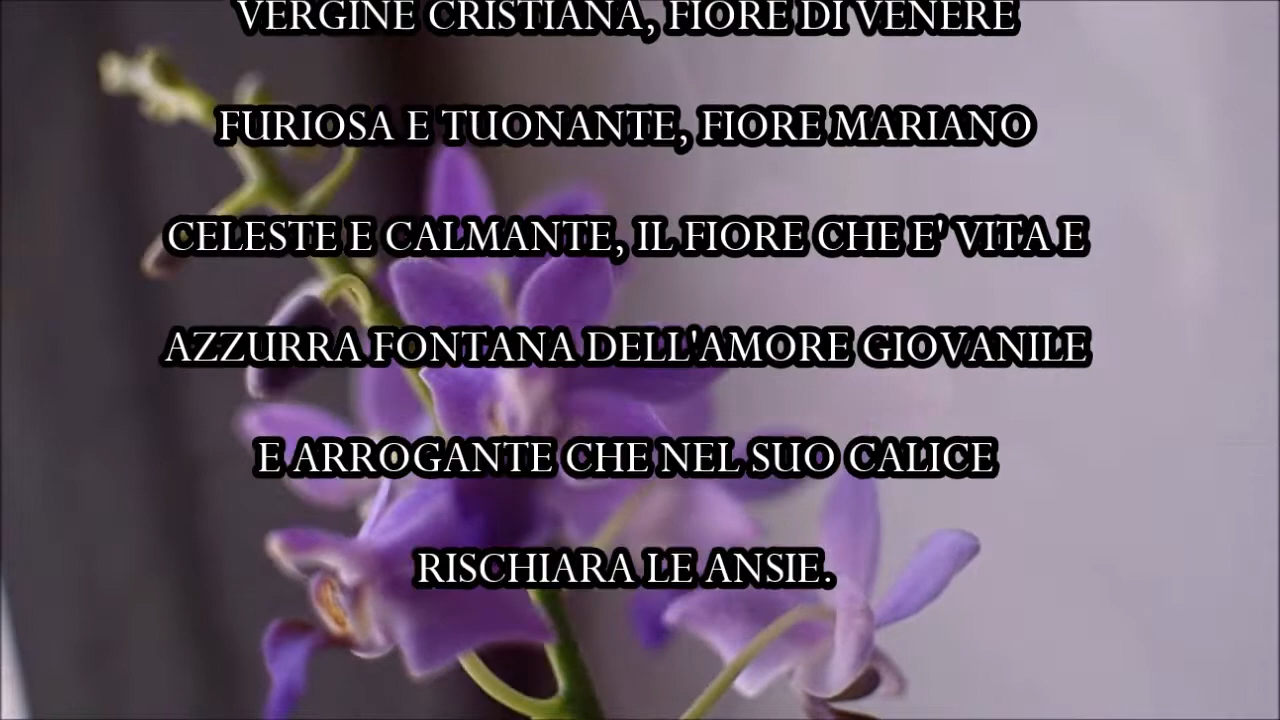 VERGINE CRISTIANA, FIORE DI VENERE
FURIOSA E TUONANTE, FIORE MARIANO
CELESTE E CALMANTE, IL FIORE CHE E' VITA E
AZZURRA FONTANA DELL'AMORE GIOVANILE
E ARROGANTE CHE NEL SUO CALICE
RISCHIARA LE ANSIE.